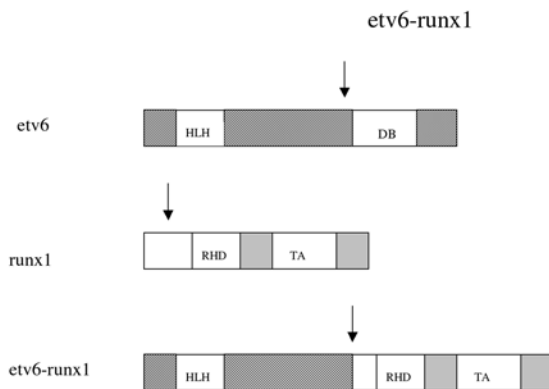 etv6-runx1
etv6
HLH
DB
runx1
RHD
TA
etv6-runx1
HLH
RHD
TA